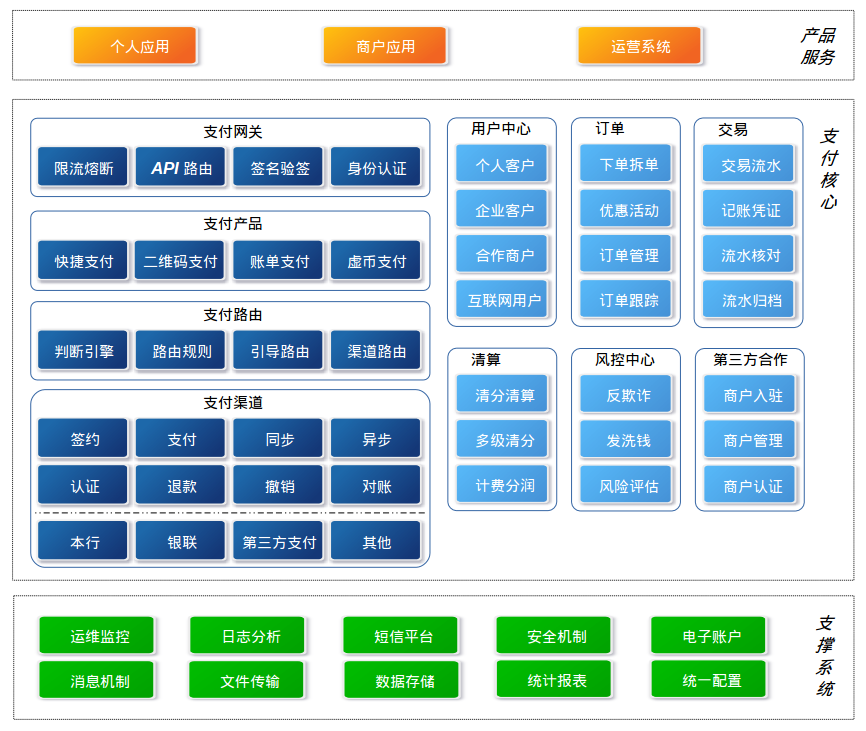 个人应用
商户应用
运营系统
产品
服务
支付网关
限流熔断
API 路由
签名验签
身份认证
支付产品
快捷支付
二维码支付
账单支付
虚币支付
支付路由
判断引擎
路由规则
引导路由
渠道路由
支付渠道
签约
支付
同步
异步
认证
退款
撤销
对账
本行
银联
第三方支付
其他
用户中心
个人客户
企业客户
合作商户
互联网用户
订单
下单拆单
优惠活动
订单管理
订单跟踪
交易
交易流水
记账凭证
流水核对
流水归档
清算
清分清算
多级清分
计费分润
风控中心
反欺诈
发洗钱
风险评估
第三方合作
商户入驻
商户管理
商户认证
支
付
核
心
运维监控
日志分析
短信平台
安全机制
电子账户
消息机制
文件传输
数据存储
统计报表
统一配置
支
撑
系
统